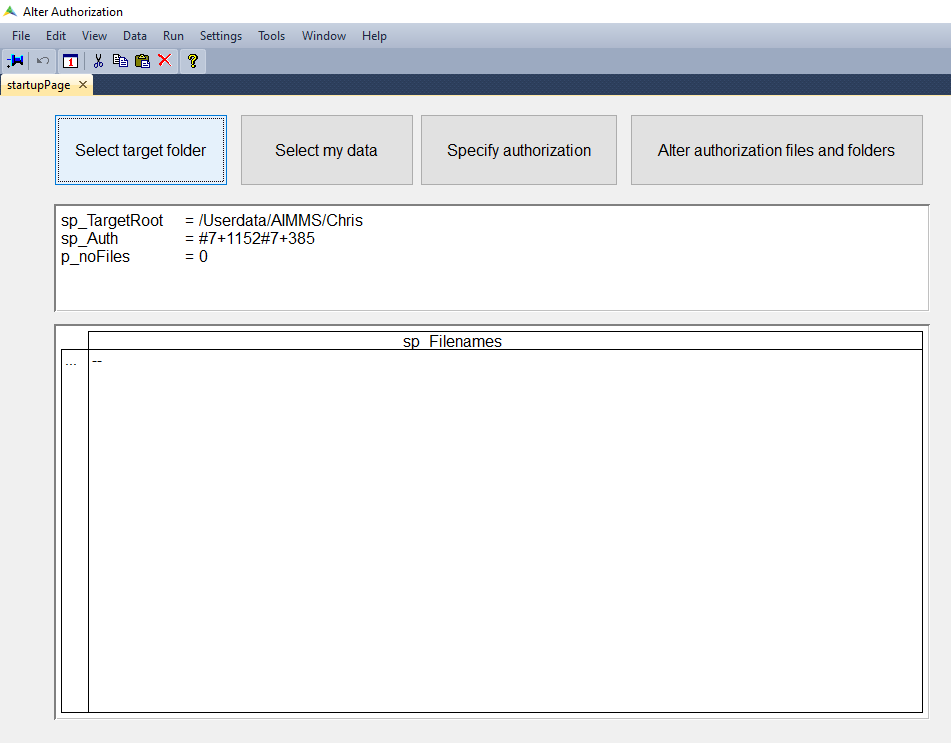 Alter Authorization
File Edit View Data Run Settings Tools Window Help
1 ?
startupPage ×
Select target folder Select my data Specify authorization Alter authorization files and folders
sp_TargetRoot = /Userdata/AIMMS/Chris
sp_Auth = #7+1152#7+385
p_noFiles = 0
sp_Filenames
... --